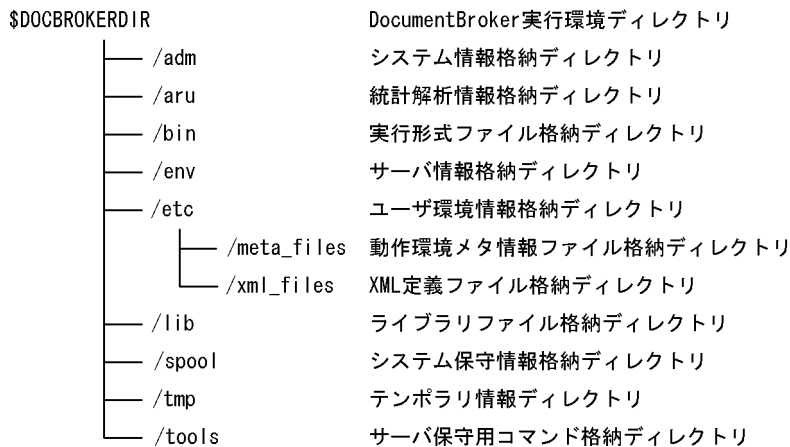 $DOCBROKERDIR DocumentBroker実行環境ディレクトリ
/adm システム情報格納ディレクトリ
/aru 統計解析情報格納ディレクトリ
/bin 実行形式ファイル格納ディレクトリ
/env サーバ情報格納ディレクトリ
/etc ユーザ環境情報格納ディレクトリ
/meta_files 動作環境メタ情報ファイル格納ディレクトリ
/xml_files XML定義ファイル格納ディレクトリ
/lib ライブラリファイル格納ディレクトリ
/spool システム保守情報格納ディレクトリ
/tmp テンポラリ情報ディレクトリ
/tools サーバ保守用コマンド格納ディレクトリ